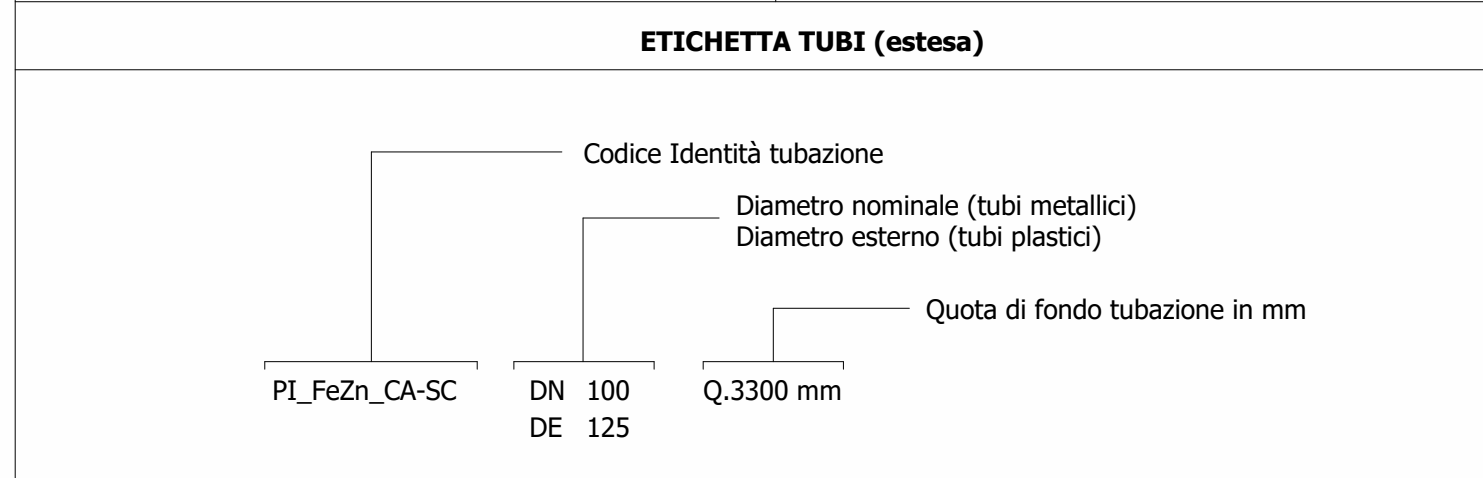 ETICHETTA TUBI (estesa)
Codice Identità tubazione
Diametro nominale (tubi metallici)
Diametro esterno (tubi plastici)
Quota di fondo tubazione in mm
PI_FeZn_CA-SC DN 100 Q.3300 mm
DE 125